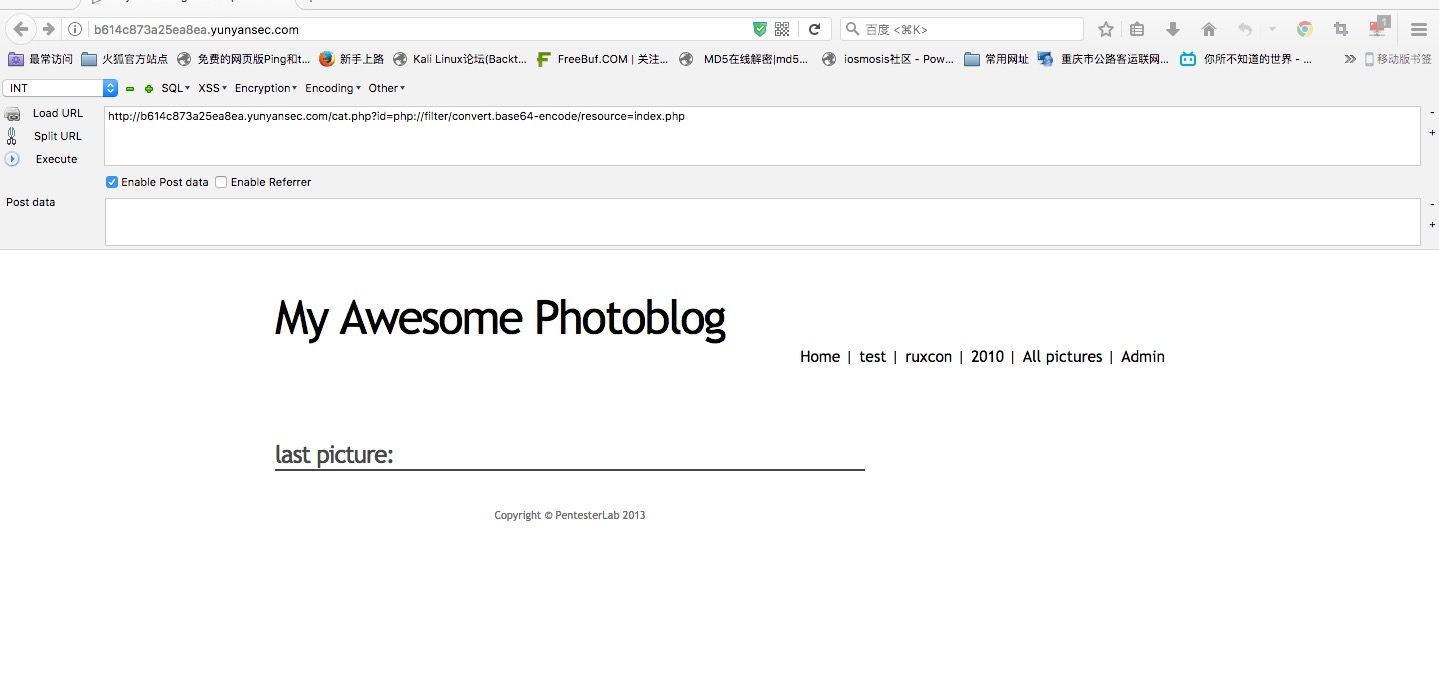 b614c873a25ea8ea.yunyansec.com
百度 <⌘K>
1
最常访问 火狐官方站点 免费的网页版Ping和t... 新手上路 Kali Linux论坛(Backt... FreeBuf.COM | 关注... MD5在线解密|md5... iosmosis社区 - Pow... 常用网址 重庆市公路客运联网... 你所不知道的世界 - ... 移动版书签
INT SQL XSS Encryption Encoding Other
Load URL
http://b614c873a25ea8ea.yunyansec.com/cat.php?id=php://filter/convert.base64-encode/resource=index.php
Split URL
Execute
Enable Post data Enable Referrer
Post data
My Awesome Photoblog
Home | test | ruxcon | 2010 | All pictures | Admin
last picture:
Copyright © PentesterLab 2013